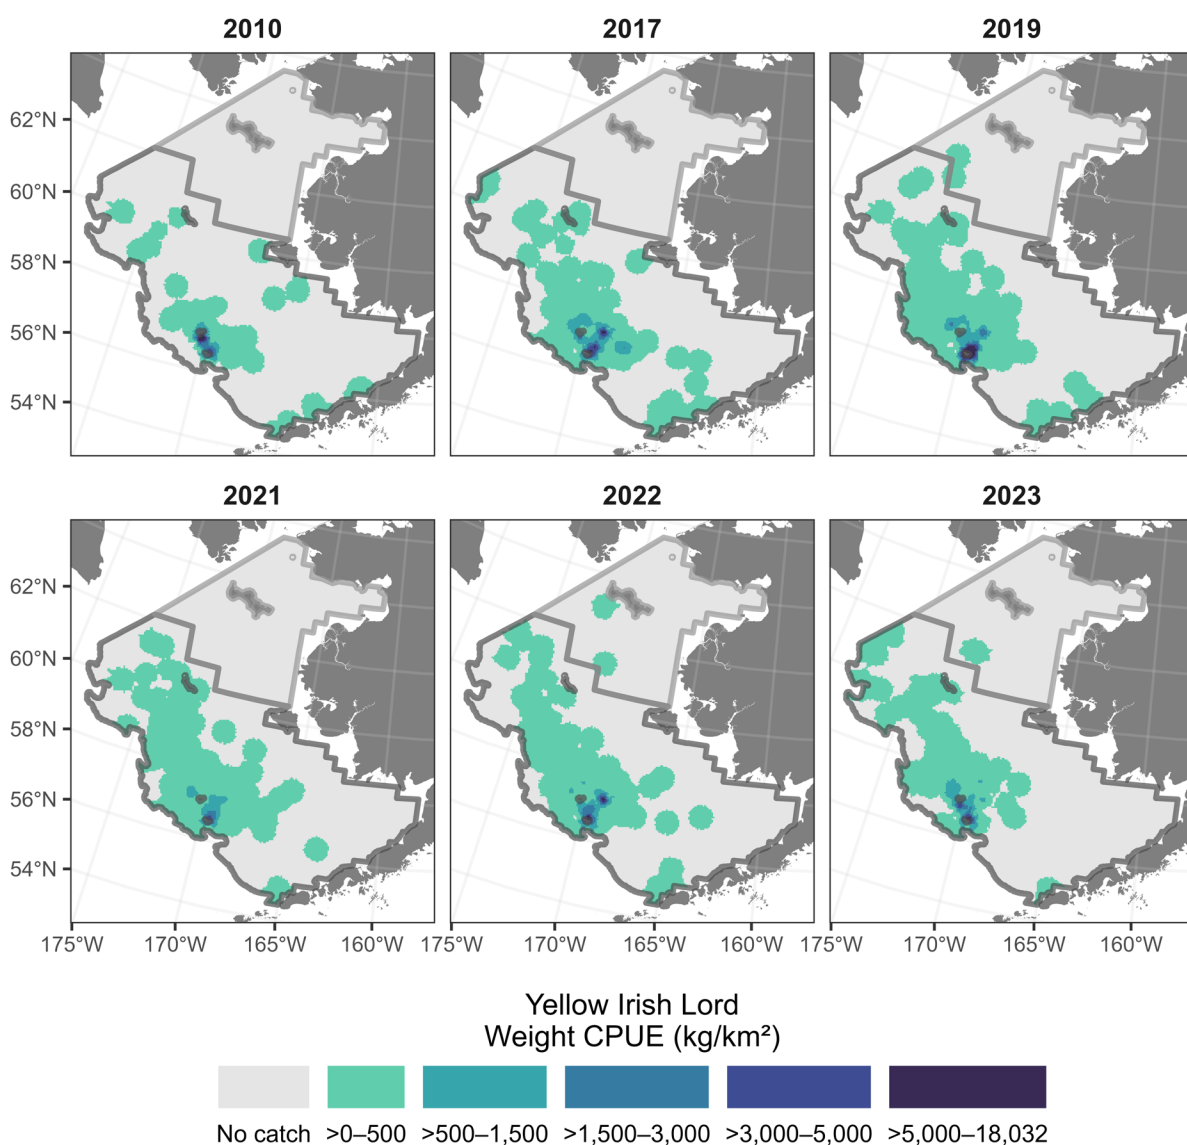 2010 2017 2019
62°N
60°N
58°N
56°N
54°N
2021 2022 2023
62°N
60°N
58°N
56°N
54°N
175°W 170°W 165°W 160°W 175°W 170°W 165°W 160°W 175°W 170°W 165°W 160°W
Yellow Irish Lord
Weight CPUE (kg/km²)
No catch >0–500 >500–1,500 >1,500–3,000 >3,000–5,000 >5,000–18,032